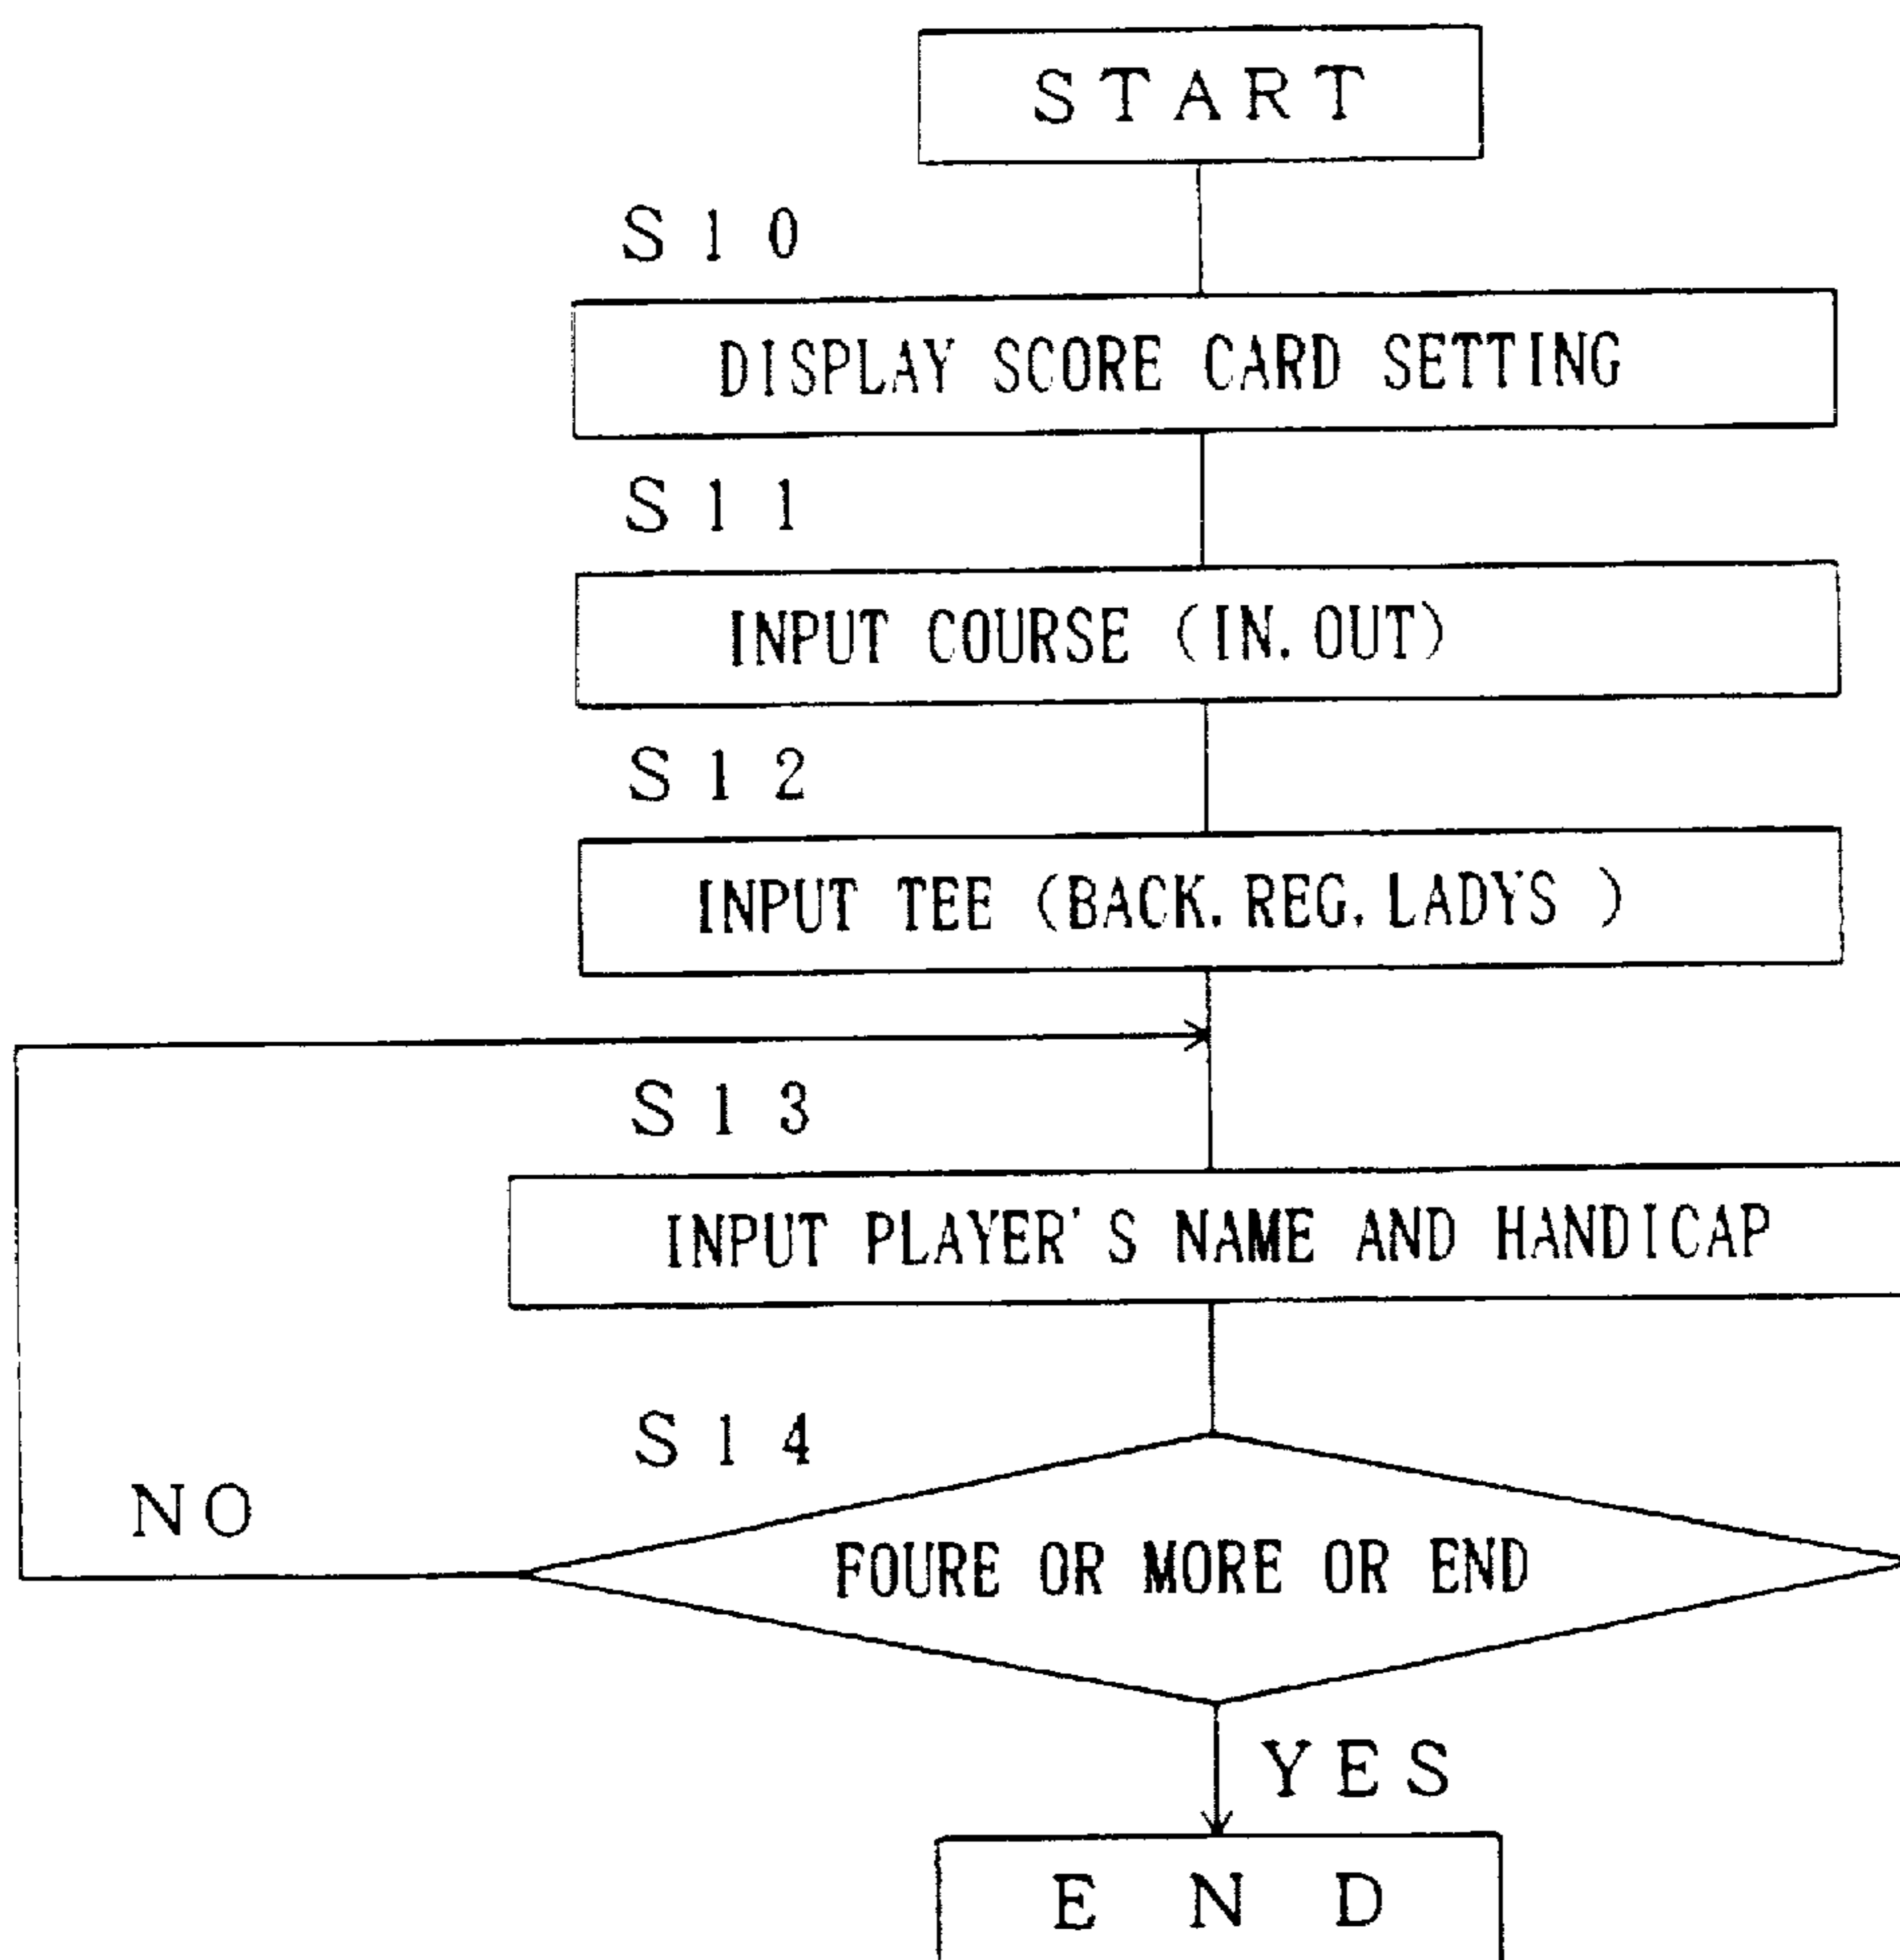 START
S10
DISPLAY SCORE CARD SETTING
S11
INPUT COURSE (IN. OUT)
S12
INPUT TEE (BACK. REG. LADYS )
S13
INPUT PLAYER'S NAME AND HANDICAP
S14
NO
FOURE OR MORE OR END
YES
END